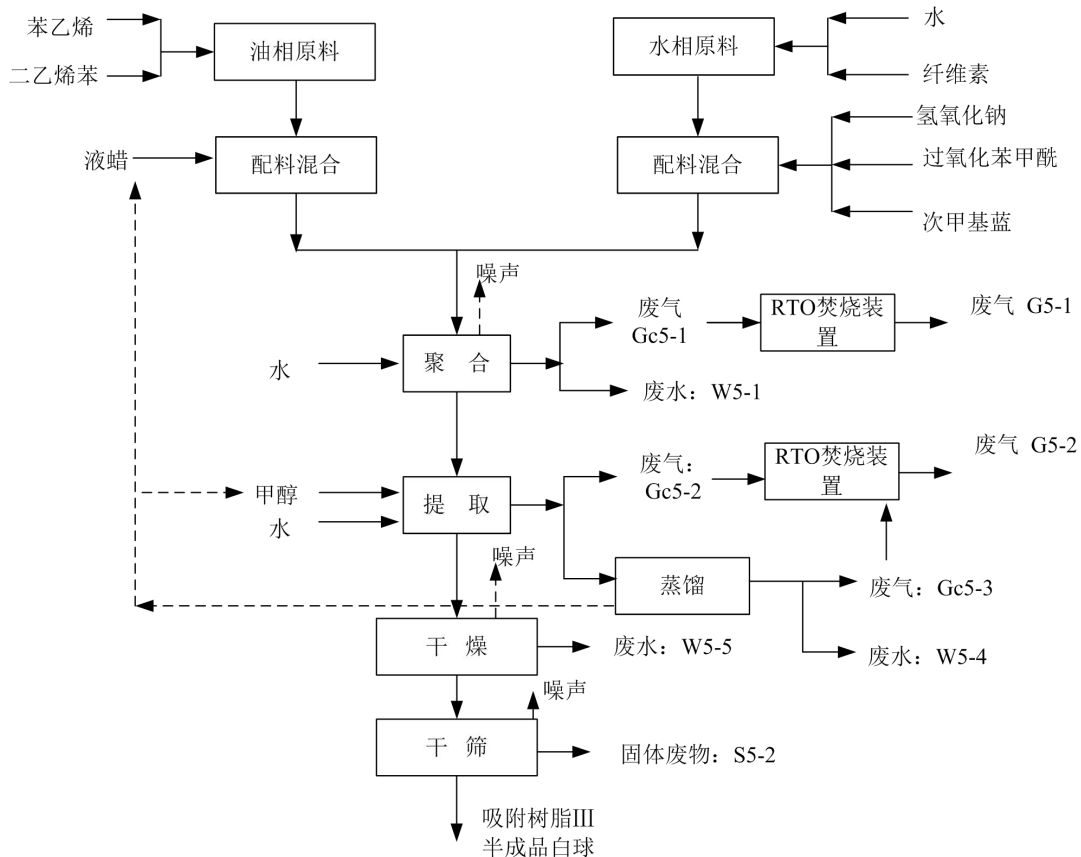 苯乙烯
二乙烯苯
油相原料
水相原料
水
纤维素
液蜡
配料混合
配料混合
氢氧化钠
过氧化苯甲酰
次甲基蓝
噪声
废气
Gc5-1
RTO焚烧装
置
废气 G5-1
水
聚 合
废水：W5-1
甲醇
水
提 取
废气：
Gc5-2
RTO焚烧装
置
废气 G5-2
噪声
蒸馏
废气：Gc5-3
干 燥
废水：W5-5
废水：W5-4
噪声
干 筛
固体废物：S5-2
吸附树脂III
半成品白球